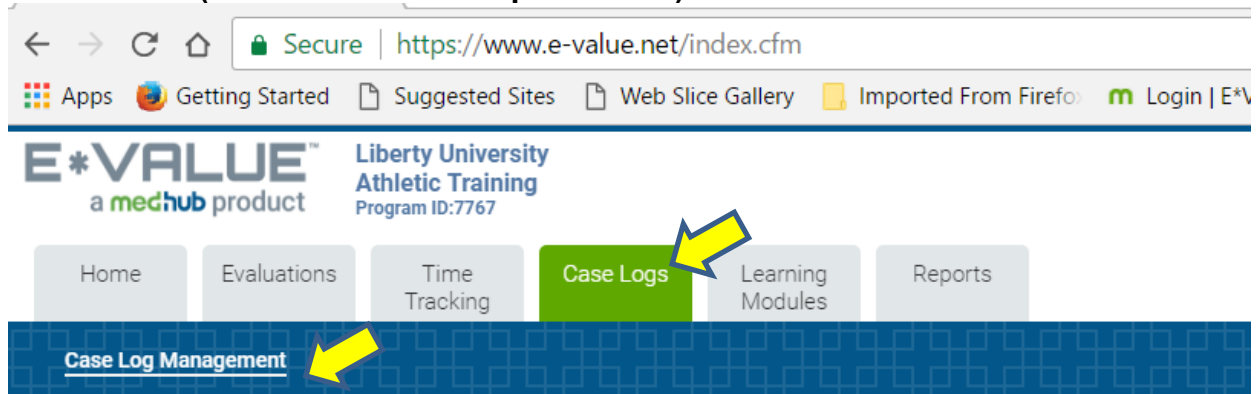 Secure | https://www.e-value.net/index.cfm
Apps Getting Started Suggested Sites Web Slice Gallery Imported From Firefox Login | E*V
E*VALUE™ Liberty University
Athletic Training
a medhub product Program ID:7767
Home Evaluations Time Tracking Case Logs Learning Modules Reports
Case Log Management